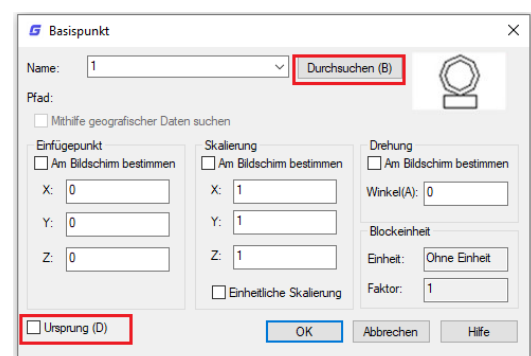 Basispunkt
Name: 1 Durchsuchen (B)
Pfad:
Mithilfe geografischer Daten suchen
Einfügepunkt Skalierung Drehung
Am Bildschirm bestimmen Am Bildschirm bestimmen Am Bildschirm bestimmen
X: 0 X: 1 Winkel(A): 0
Y: 0 Y: 1 Blockeinheit
Z: 0 Z: 1 Einheit: Ohne Einheit
Einheitliche Skalierung Faktor: 1
Ursprung (D) OK Abbrechen Hilfe